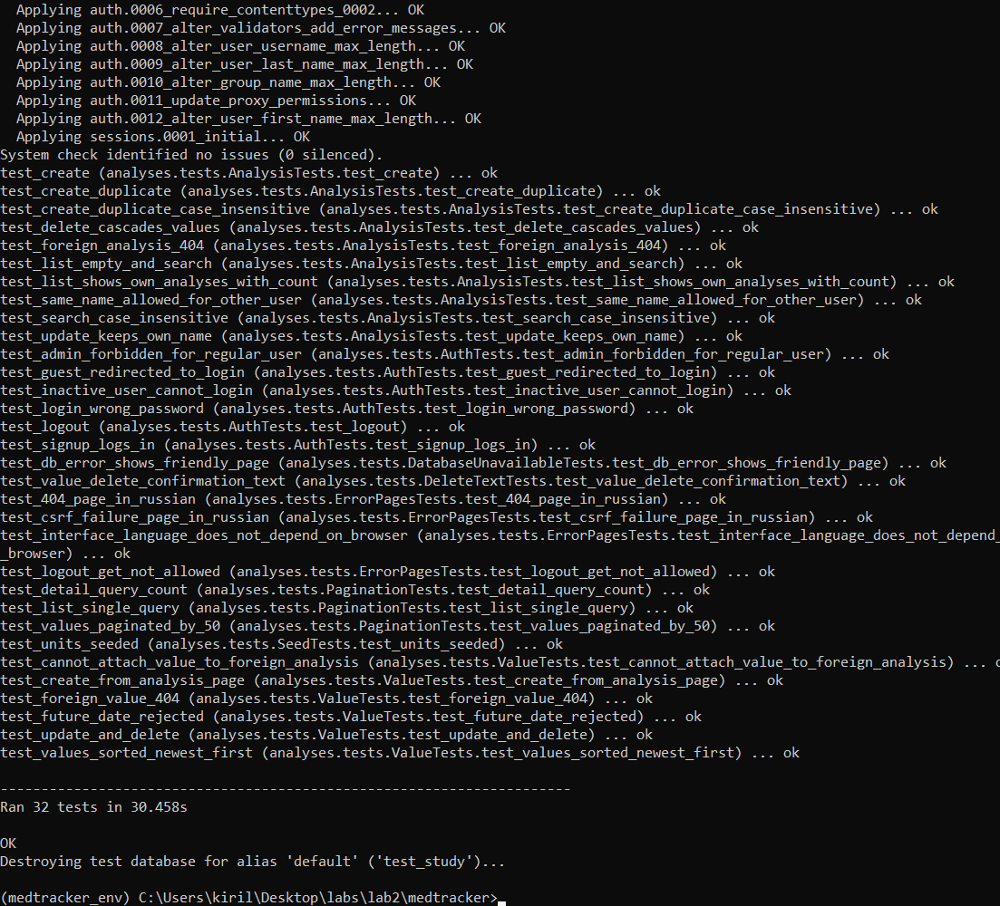 Applying auth.0006_require_contenttypes_0002... OK
Applying auth.0007_alter_validators_add_error_messages... OK
Applying auth.0008_alter_user_username_max_length... OK
Applying auth.0009_alter_user_last_name_max_length... OK
Applying auth.0010_alter_group_name_max_length... OK
Applying auth.0011_update_proxy_permissions... OK
Applying auth.0012_alter_user_first_name_max_length... OK
Applying sessions.0001_initial... OK
System check identified no issues (0 silenced).
test_create (analyses.tests.AnalysisTests.test_create) ... ok
test_create_duplicate (analyses.tests.AnalysisTests.test_create_duplicate) ... ok
test_create_duplicate_case_insensitive (analyses.tests.AnalysisTests.test_create_duplicate_case_insensitive) ... ok
test_delete_cascades_values (analyses.tests.AnalysisTests.test_delete_cascades_values) ... ok
test_foreign_analysis_404 (analyses.tests.AnalysisTests.test_foreign_analysis_404) ... ok
test_list_empty_and_search (analyses.tests.AnalysisTests.test_list_empty_and_search) ... ok
test_list_shows_own_analyses_with_count (analyses.tests.AnalysisTests.test_list_shows_own_analyses_with_count) ... ok
test_same_name_allowed_for_other_user (analyses.tests.AnalysisTests.test_same_name_allowed_for_other_user) ... ok
test_search_case_insensitive (analyses.tests.AnalysisTests.test_search_case_insensitive) ... ok
test_update_keeps_own_name (analyses.tests.AnalysisTests.test_update_keeps_own_name) ... ok
test_admin_forbidden_for_regular_user (analyses.tests.AuthTests.test_admin_forbidden_for_regular_user) ... ok
test_guest_redirected_to_login (analyses.tests.AuthTests.test_guest_redirected_to_login) ... ok
test_inactive_user_cannot_login (analyses.tests.AuthTests.test_inactive_user_cannot_login) ... ok
test_login_wrong_password (analyses.tests.AuthTests.test_login_wrong_password) ... ok
test_logout (analyses.tests.AuthTests.test_logout) ... ok
test_signup_logs_in (analyses.tests.AuthTests.test_signup_logs_in) ... ok
test_db_error_shows_friendly_page (analyses.tests.DatabaseUnavailableTests.test_db_error_shows_friendly_page) ... ok
test_value_delete_confirmation_text (analyses.tests.DeleteTextTests.test_value_delete_confirmation_text) ... ok
test_404_page_in_russian (analyses.tests.ErrorPagesTests.test_404_page_in_russian) ... ok
test_csrf_failure_page_in_russian (analyses.tests.ErrorPagesTests.test_csrf_failure_page_in_russian) ... ok
test_interface_language_does_not_depend_on_browser (analyses.tests.ErrorPagesTests.test_interface_language_does_not_depend_on
_browser) ... ok
test_logout_get_not_allowed (analyses.tests.ErrorPagesTests.test_logout_get_not_allowed) ... ok
test_detail_query_count (analyses.tests.PaginationTests.test_detail_query_count) ... ok
test_list_single_query (analyses.tests.PaginationTests.test_list_single_query) ... ok
test_values_paginated_by_50 (analyses.tests.PaginationTests.test_values_paginated_by_50) ... ok
test_units_seeded (analyses.tests.SeedTests.test_units_seeded) ... ok
test_cannot_attach_value_to_foreign_analysis (analyses.tests.ValueTests.test_cannot_attach_value_to_foreign_analysis) ...
test_create_from_analysis_page (analyses.tests.ValueTests.test_create_from_analysis_page) ... ok
test_foreign_value_404 (analyses.tests.ValueTests.test_foreign_value_404) ... ok
test_future_date_rejected (analyses.tests.ValueTests.test_future_date_rejected) ... ok
test_update_and_delete (analyses.tests.ValueTests.test_update_and_delete) ... ok
test_values_sorted_newest_first (analyses.tests.ValueTests.test_values_sorted_newest_first) ... ok
----------------------------------------------------------------------
Ran 32 tests in 30.458s
OK
Destroying test database for alias 'default' ('test_study')...
(medtracker_env) C:\Users\kiril\Desktop\labs\lab2\medtracker>